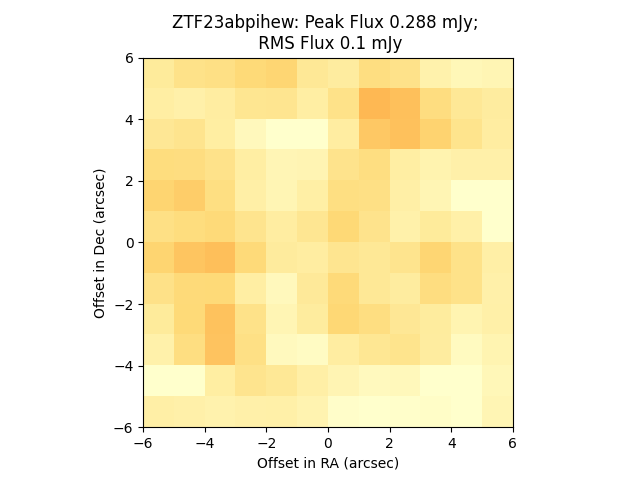 ZTF23abpihew: Peak Flux 0.288 mJy;
RMS Flux 0.1 mJy
6
4
2
0
−2
−4
−6
Offset in Dec (arcsec)
−6 −4 −2 0 2 4 6
Offset in RA (arcsec)